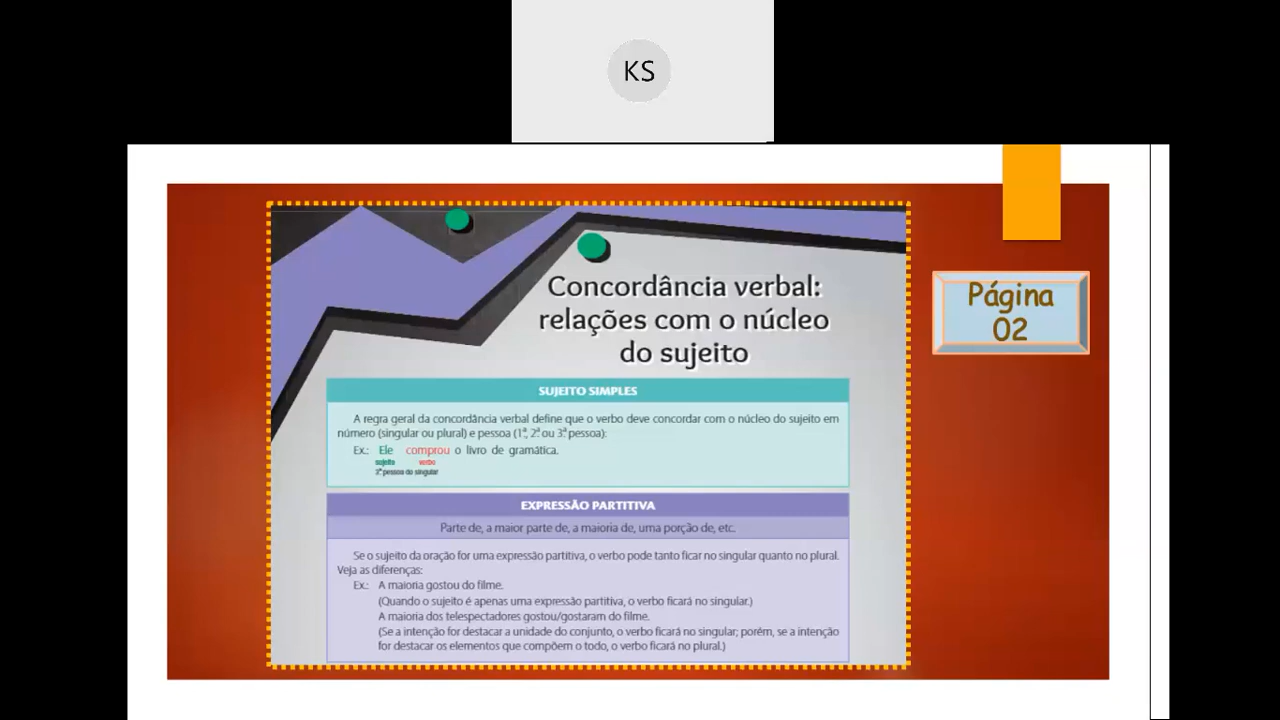 KS
Concordância verbal:
relações com o núcleo
do sujeito
Página
02
SUJEITO SIMPLES
A regra geral da concordância verbal define que o verbo deve concordar com o núcleo do sujeito em
número (singular ou plural) e pessoa (1ª, 2ª ou 3ª pessoa):
Ex.: Ele comprou o livro de gramática.
sujeito verbo
3ª pessoa do singular
EXPRESSÃO PARTITIVA
Parte de, a maior parte de, a maioria de, uma porção de, etc.
Se o sujeito da oração for uma expressão partitiva, o verbo pode tanto ficar no singular quanto no plural.
Veja as diferenças:
Ex.: A maioria gostou do filme.
(Quando o sujeito é apenas uma expressão partitiva, o verbo ficará no singular.)
A maioria dos telespectadores gostou/gostaram do filme.
(Se a intenção for destacar a unidade do conjunto, o verbo ficará no singular; porém, se a intenção
for destacar os elementos que compõem o todo, o verbo ficará no plural.)